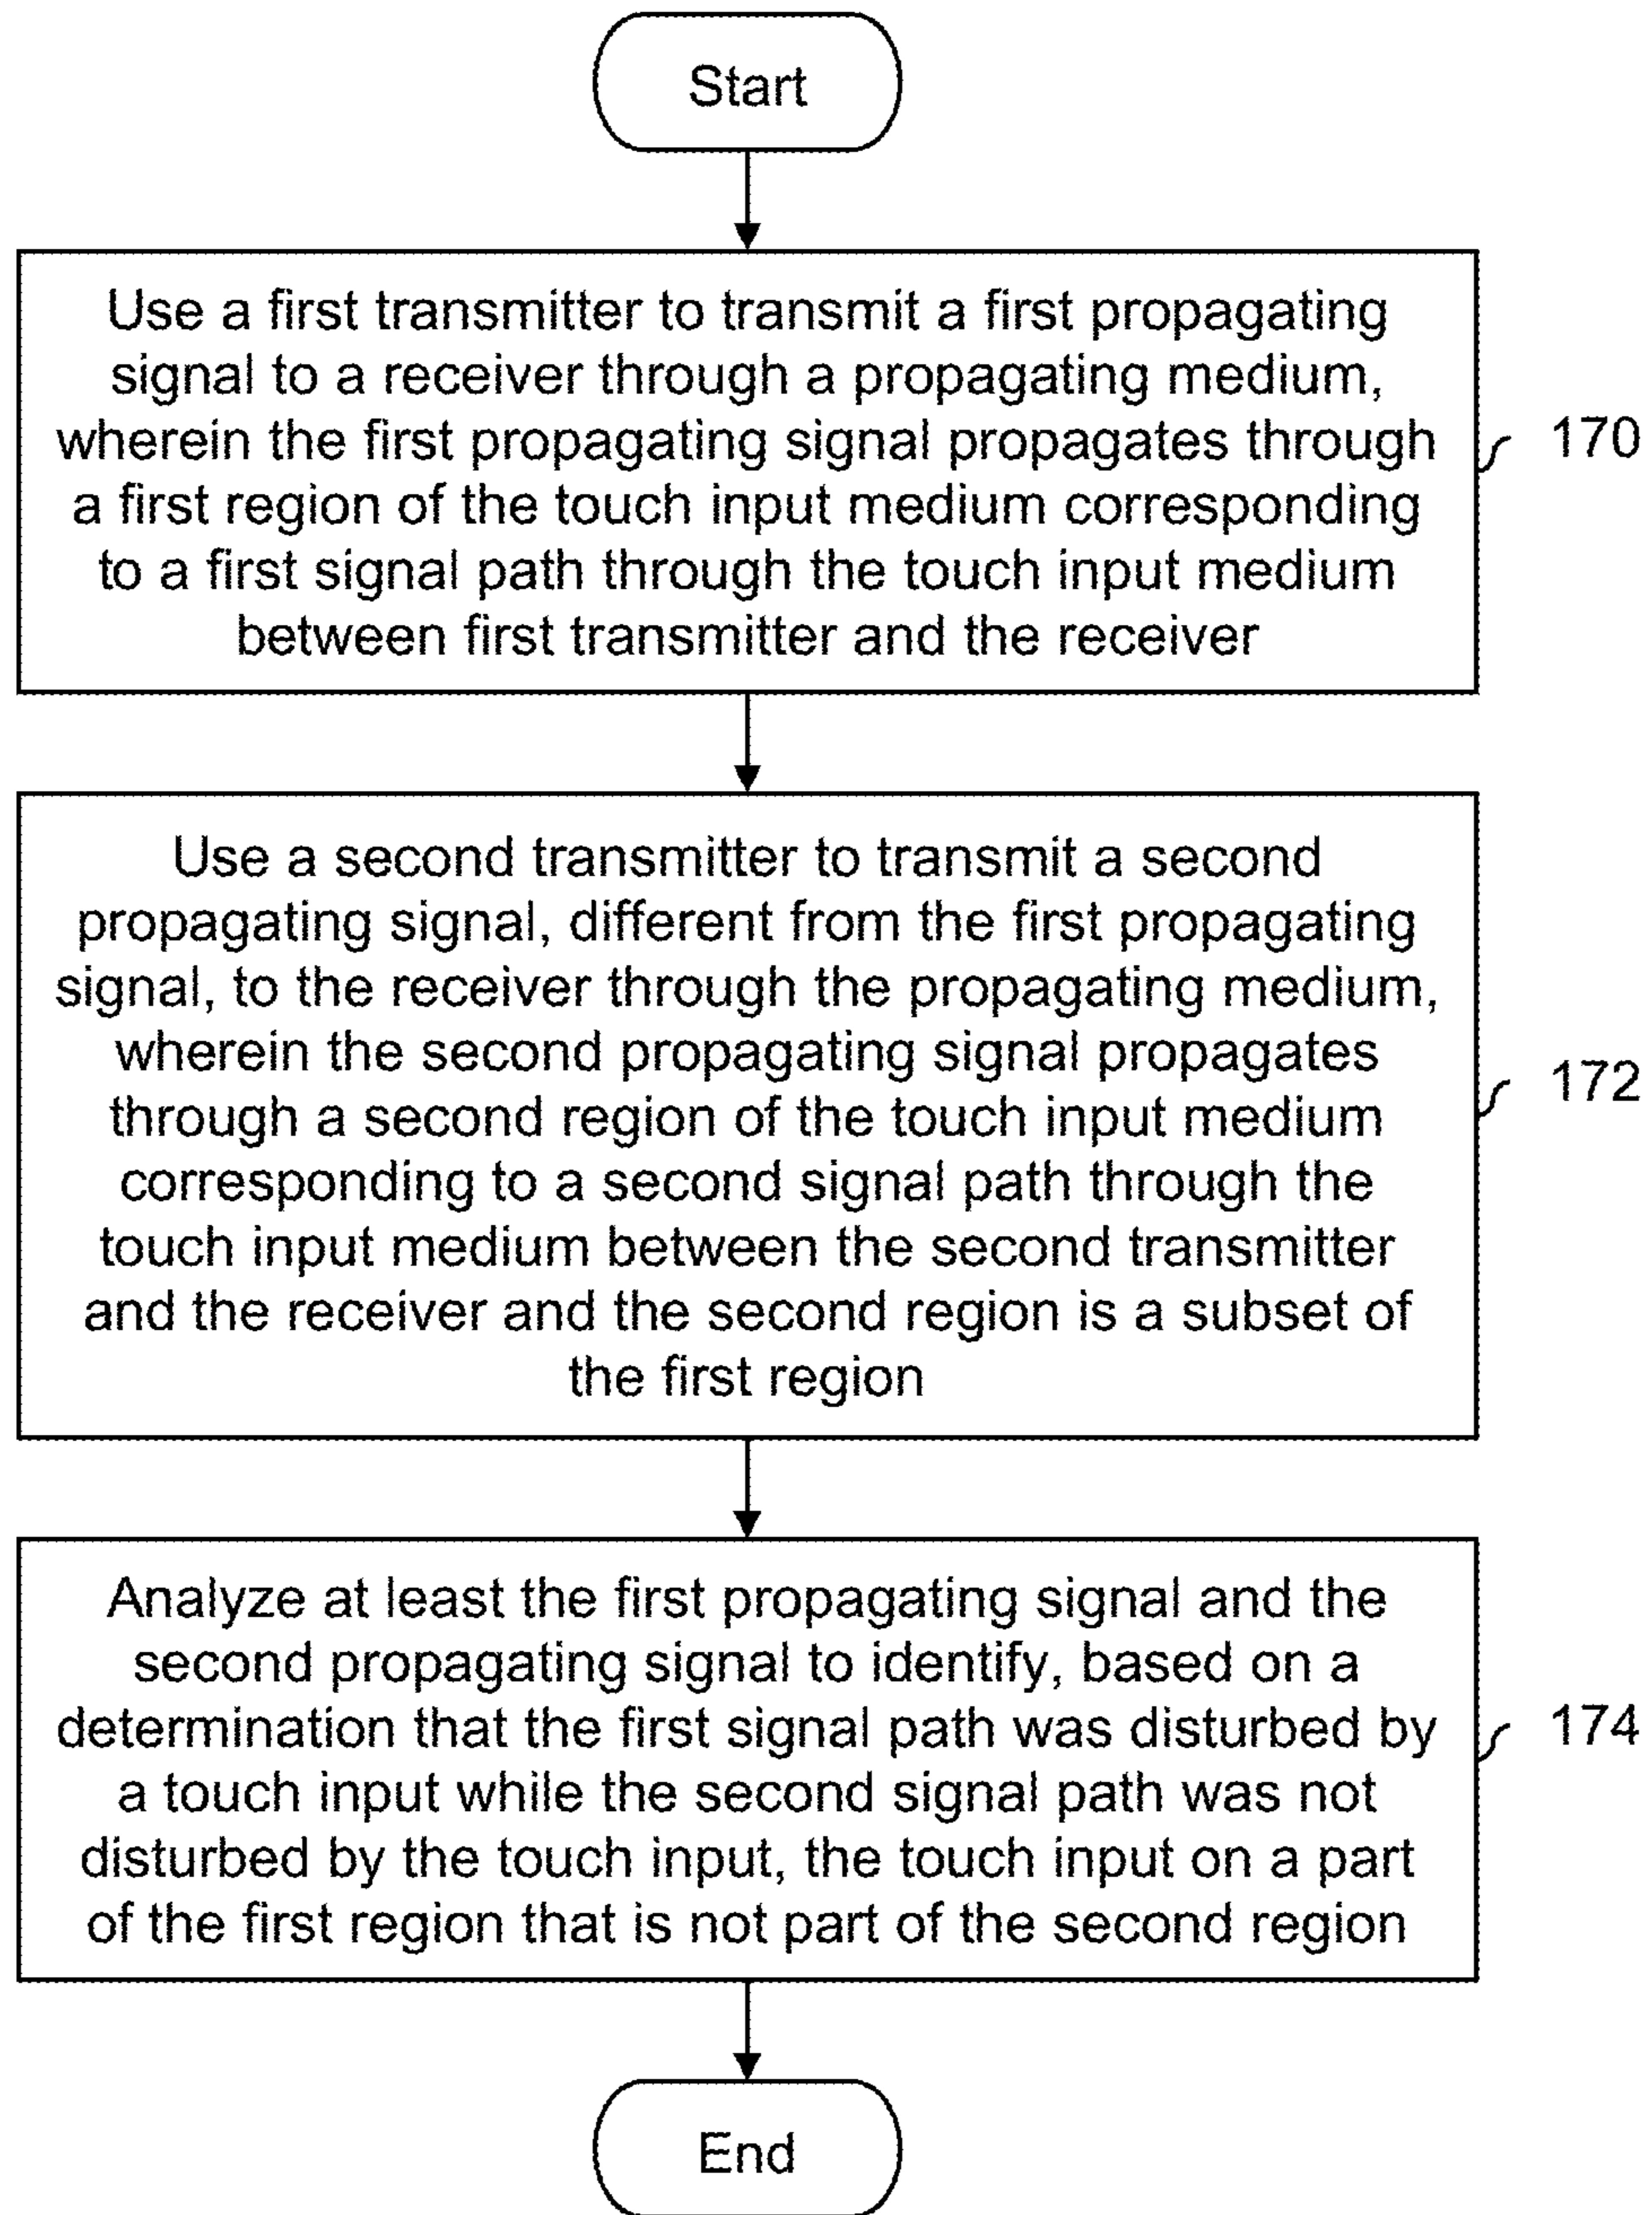 Start
Use a first transmitter to transmit a first propagating
signal to a receiver through a propagating medium,
wherein the first propagating signal propagates through
a first region of the touch input medium corresponding
to a first signal path through the touch input medium
between first transmitter and the receiver
170
Use a second transmitter to transmit a second
propagating signal, different from the first propagating
signal, to the receiver through the propagating medium,
wherein the second propagating signal propagates
through a second region of the touch input medium
corresponding to a second signal path through the
touch input medium between the second transmitter
and the receiver and the second region is a subset of
the first region
172
Analyze at least the first propagating signal and the
second propagating signal to identify, based on a
determination that the first signal path was disturbed by
a touch input while the second signal path was not
disturbed by the touch input, the touch input on a part
of the first region that is not part of the second region
174
End